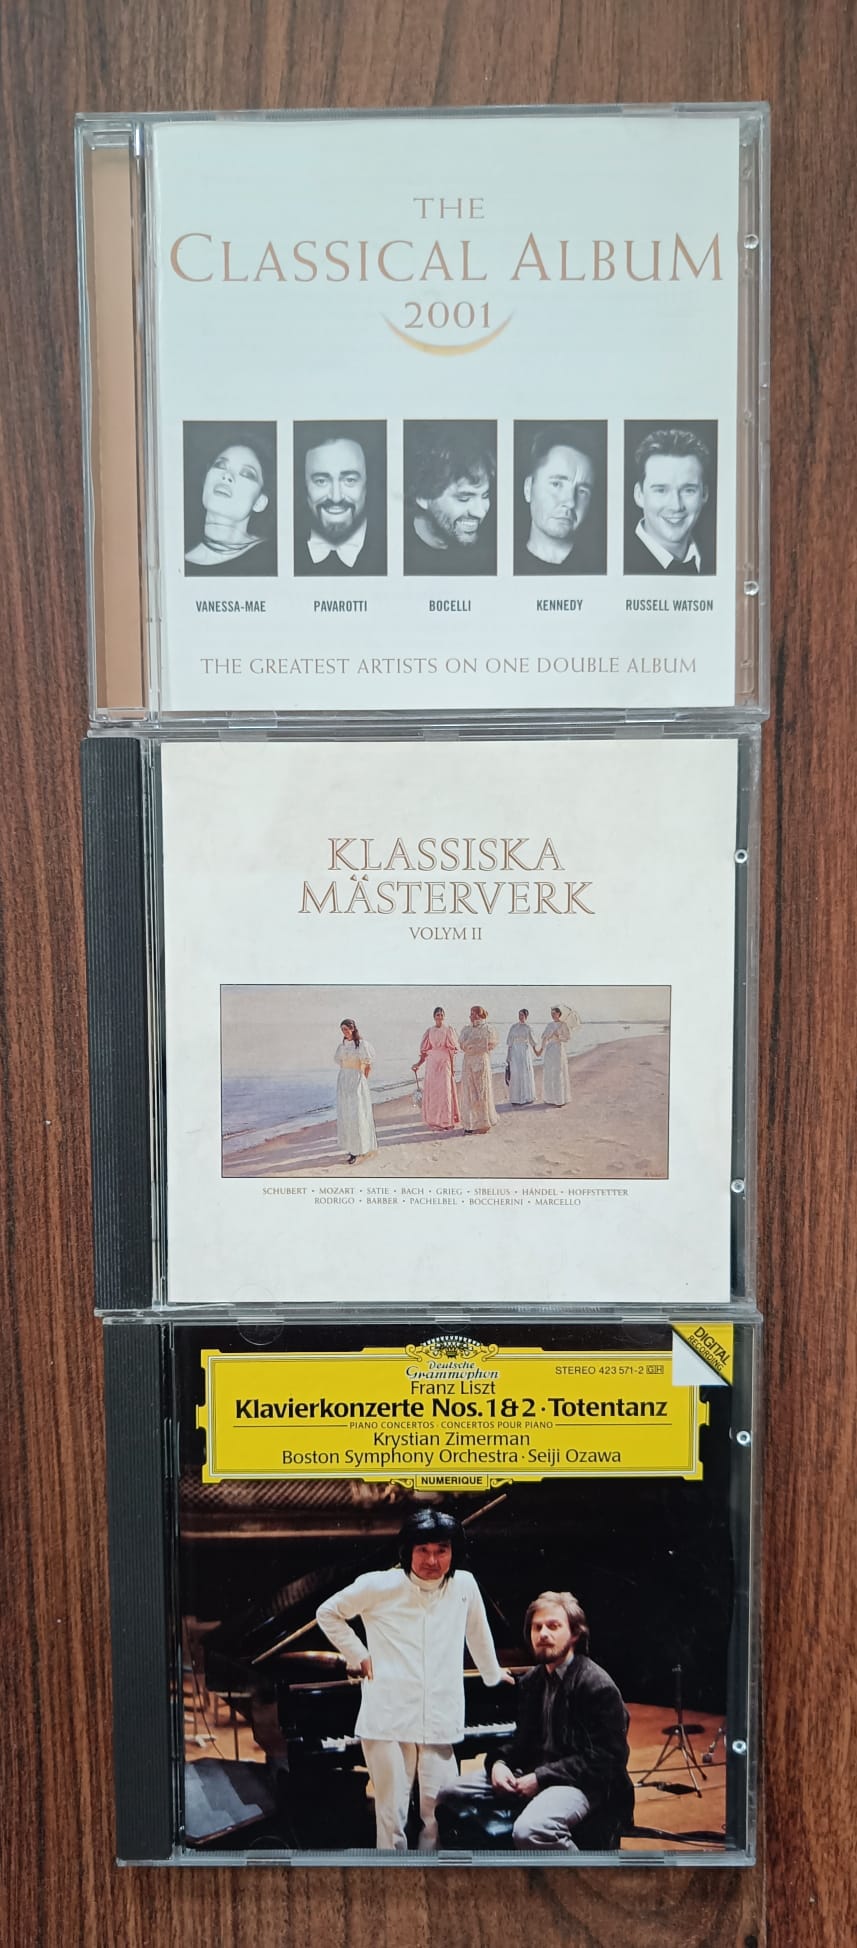 THE
CLASSICAL ALBUM
2001
VANESSA-MAE PAVAROTTI BOCELLI KENNEDY RUSSELL WATSON
THE GREATEST ARTISTS ON ONE DOUBLE ALBUM
KLASSISKA
MÄSTERVERK
VOLYM II
SCHUBERT • MOZART • SATIE • BACH • GRIEG • SIBELIUS • HÄNDEL • HOFFSTETTER
RODRIGO • BARBER • PACHELBEL • BOCCHERINI • MARCELLO
DIGITAL
RECORDING
Deutsche
Grammophon
STEREO 423 571-2 GH
Franz Liszt
Klavierkonzerte Nos. 1 & 2 · Totentanz
PIANO CONCERTOS · CONCERTOS POUR PIANO
Krystian Zimerman
Boston Symphony Orchestra · Seiji Ozawa
NUMERIQUE